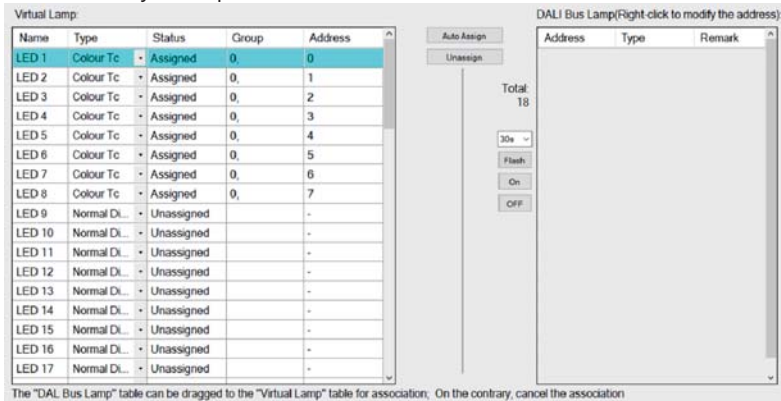 Virtual Lamp:
DALI Bus Lamp(Right-click to modify the address):
Name Type Status Group Address
Auto Assign
Address Type Remark
LED 1 Colour Tc Assigned 0, 0
Unassign
LED 2 Colour Tc Assigned 0, 1
LED 3 Colour Tc Assigned 0, 2
Total:
18
LED 4 Colour Tc Assigned 0, 3
LED 5 Colour Tc Assigned 0, 4
30s
LED 6 Colour Tc Assigned 0, 5
Flash
LED 7 Colour Tc Assigned 0, 6
On
LED 8 Colour Tc Assigned 0, 7
OFF
LED 9 Normal Di... Unassigned -
LED 10 Normal Di... Unassigned -
LED 11 Normal Di... Unassigned -
LED 12 Normal Di... Unassigned -
LED 13 Normal Di... Unassigned -
LED 14 Normal Di... Unassigned -
LED 15 Normal Di... Unassigned -
LED 16 Normal Di... Unassigned -
LED 17 Normal Di... Unassigned -
The "DAL Bus Lamp" table can be dragged to the "Virtual Lamp" table for association; On the contrary, cancel the association